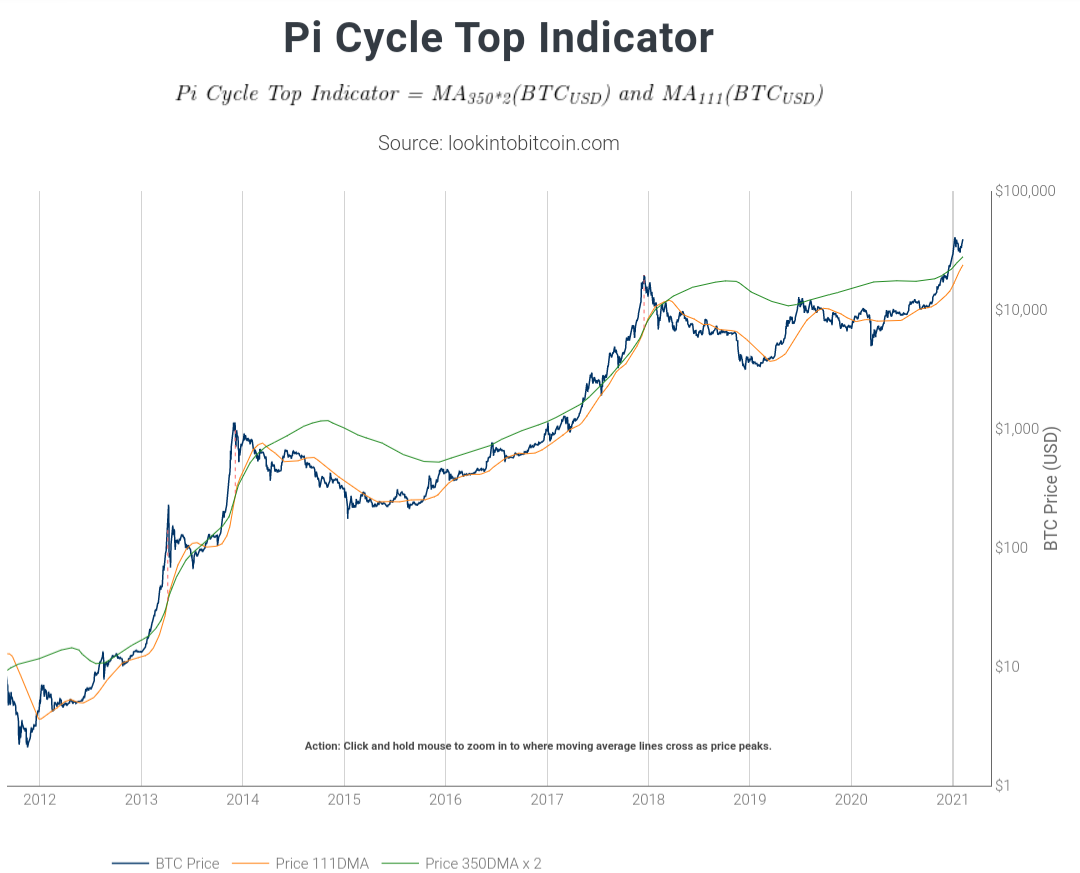 Pi Cycle Top Indicator
Pi Cycle Top Indicator = MA350*2(BTCUSD) and MA111(BTCUSD)
Source: lookintobitcoin.com
$100,000
$10,000
$1,000
$100
$10
$1
BTC Price (USD)
Action: Click and hold mouse to zoom in to where moving average lines cross as price peaks.
2012 2013 2014 2015 2016 2017 2018 2019 2020 2021
BTC Price Price 111DMA Price 350DMA x 2